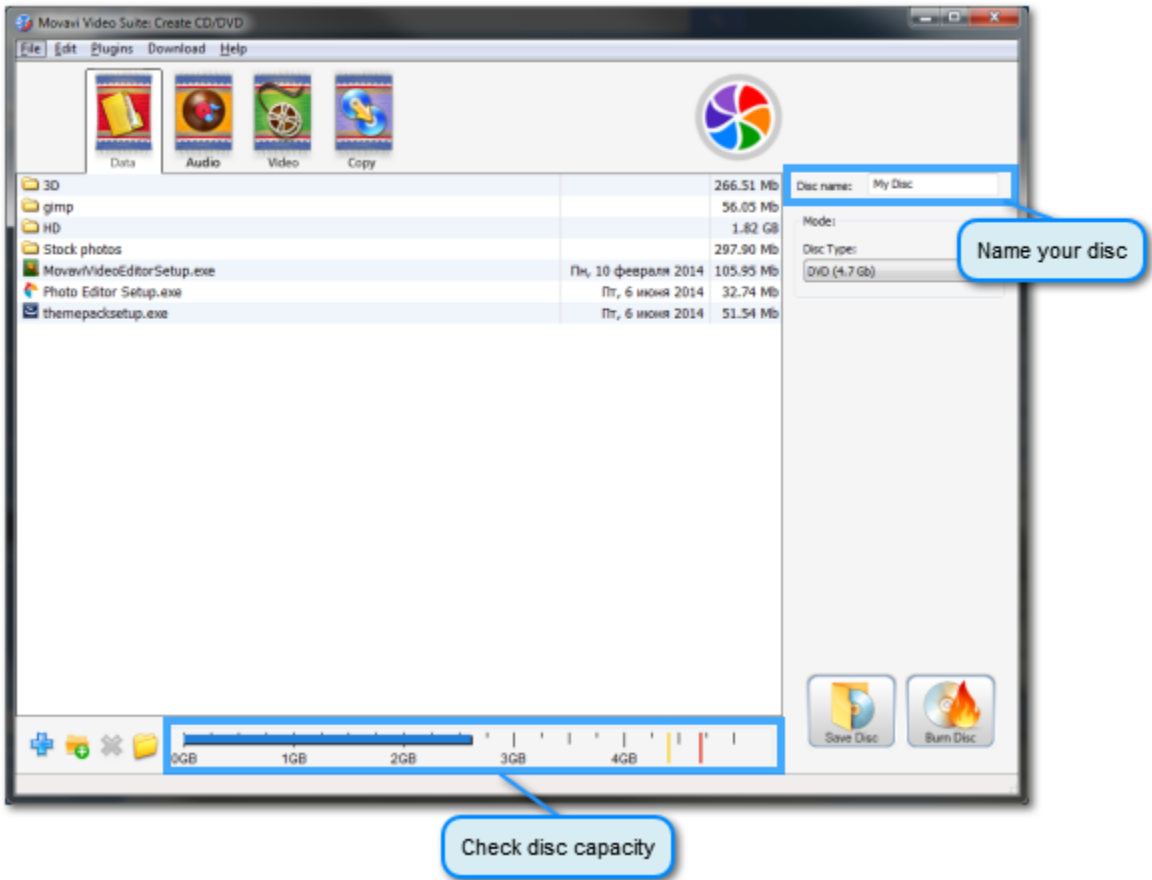 Movavi Video Suite: Create CD/DVD
File Edit Plugins Download Help
Data Audio Video Copy
3D 266.51 Mb
gimp 56.05 Mb
HD 1.82 GB
Stock photos 297.90 Mb
MovaviVideoEditorSetup.exe Пн, 10 февраля 2014 105.95 Mb
Photo Editor Setup.exe Пт, 6 июня 2014 32.74 Mb
themepacksetup.exe Пт, 6 июня 2014 51.54 Mb
Disc name: My Disc
Mode:
Disc Type:
DVD (4.7 Gb)
Name your disc
Save Disc Burn Disc
0GB 1GB 2GB 3GB 4GB
Check disc capacity